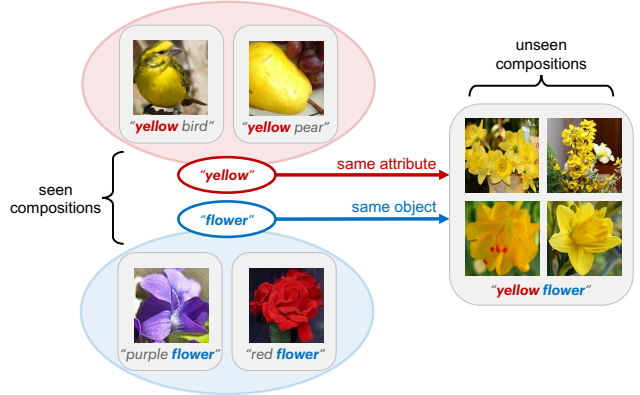 “yellow bird”
“yellow pear”
seen
compositions
“yellow”
same attribute
“flower”
same object
“purple flower”
“red flower”
unseen
compositions
“yellow flower”